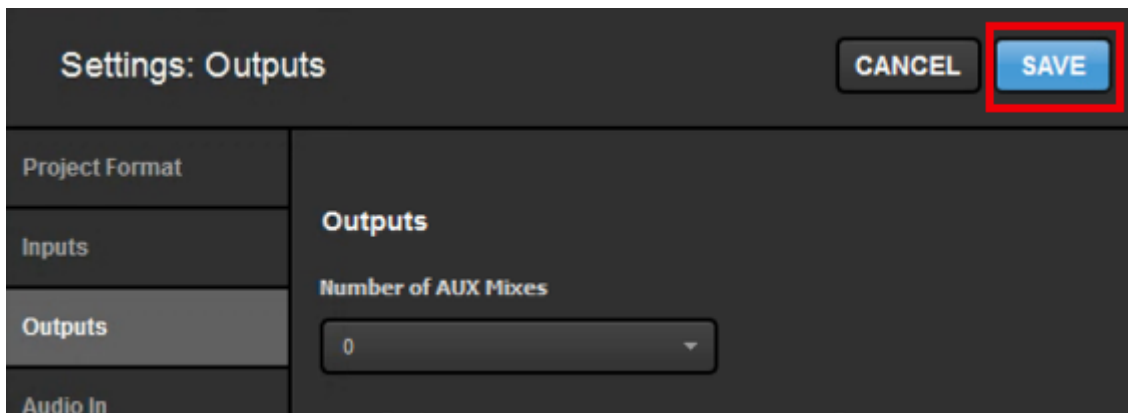 Settings: Outputs
CANCEL
SAVE
Project Format
Inputs
Outputs
Audio In
Outputs
Number of AUX Mixes
0